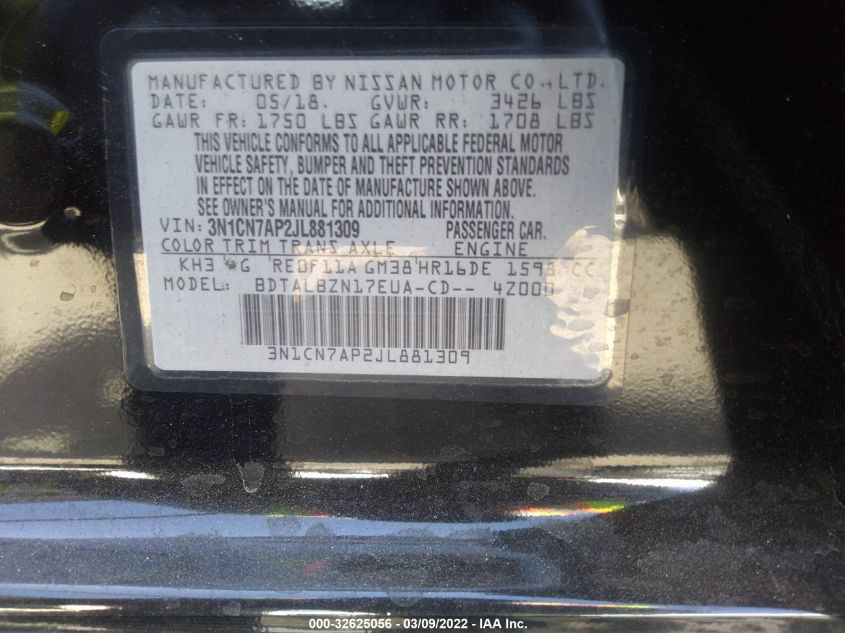 MANUFACTURED BY NISSAN MOTOR CO., LTD.
DATE: 05/18. GVWR: 3426 LBS
GAWR FR: 1750 LBS GAWR RR: 1708 LBS
THIS VEHICLE CONFORMS TO ALL APPLICABLE FEDERAL MOTOR
VEHICLE SAFETY, BUMPER AND THEFT PREVENTION STANDARDS
IN EFFECT ON THE DATE OF MANUFACTURE SHOWN ABOVE.
SEE OWNER'S MANUAL FOR ADDITIONAL INFORMATION.
VIN: 3N1CN7AP2JL881309 PASSENGER CAR.
COLOR TRIM TRANS AXLE ENGINE
KH3 G RE0F11A GM38 HR16DE 1598 CC
MODEL: BDTALBZN17EUA-CD-- 4Z000
3N1CN7AP2JL881309
000-32625056 - 03/09/2022 - IAA Inc.